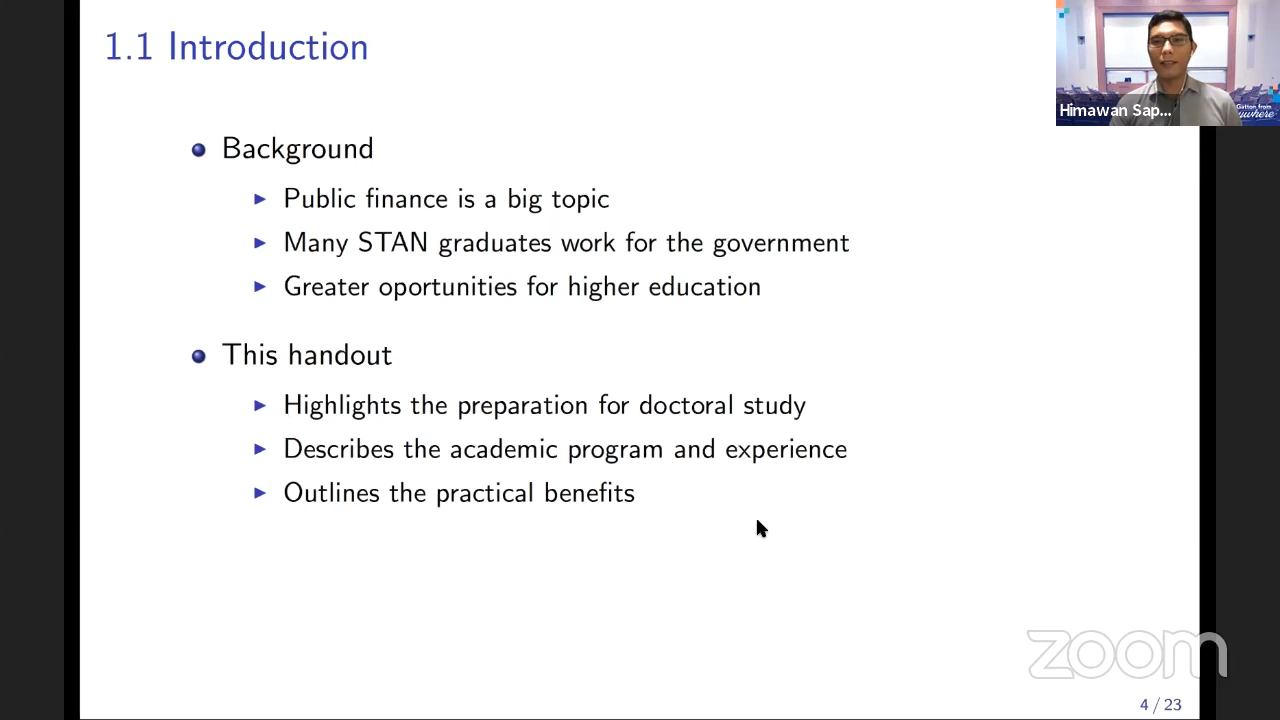 1.1 Introduction
Background
Public finance is a big topic
Many STAN graduates work for the government
Greater oportunities for higher education
This handout
Highlights the preparation for doctoral study
Describes the academic program and experience
Outlines the practical benefits
Himawan Sap...
Gatton from
zoom
4 / 23